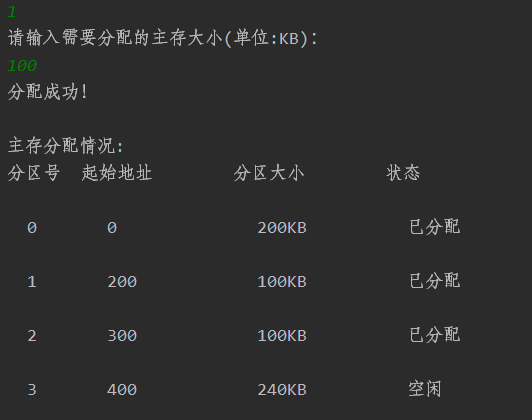 1
请输入需要分配的主存大小(单位:KB):
100
分配成功!
主存分配情况:
分区号 起始地址 分区大小 状态
0 0 200KB 已分配
1 200 100KB 已分配
2 300 100KB 已分配
3 400 240KB 空闲